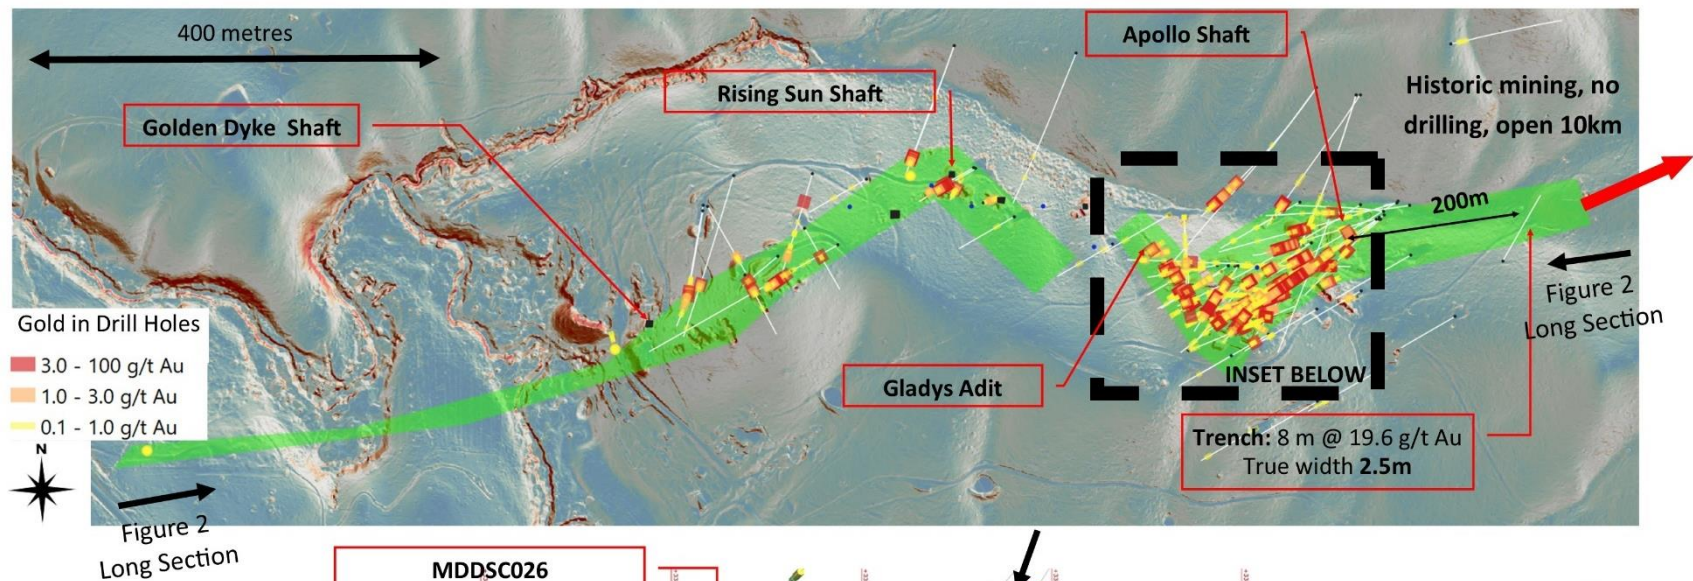 400 metres
Golden Dyke Shaft
Rising Sun Shaft
Apollo Shaft
Historic mining, no
drilling, open 10km
200m
Figure 2
Long Section
Gold in Drill Holes
3.0 - 100 g/t Au
1.0 - 3.0 g/t Au
0.1 - 1.0 g/t Au
N
Gladys Adit
INSET BELOW
Trench: 8 m @ 19.6 g/t Au
True width 2.5m
Figure 2
Long Section
MDDSC026